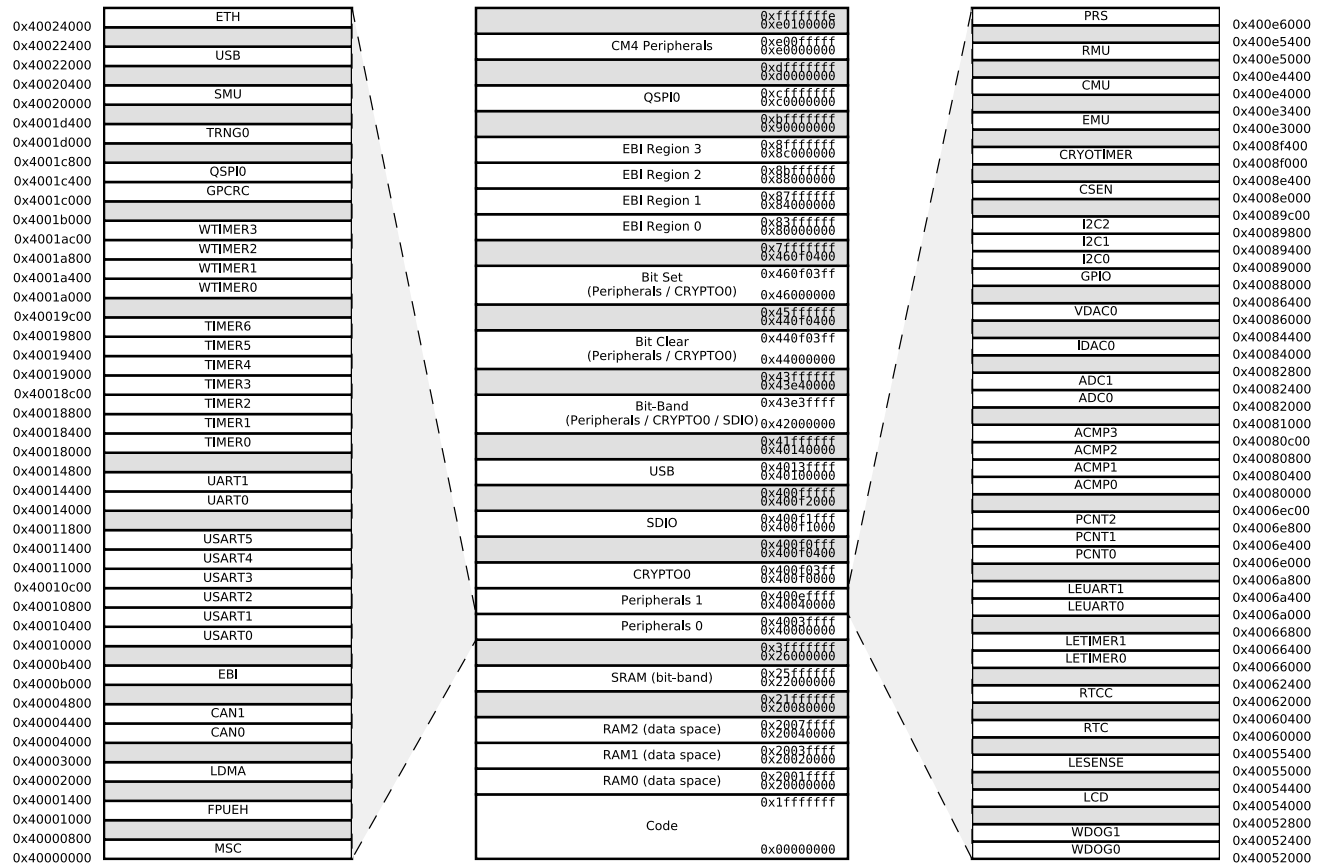 ETH
0x40024000
0x40022400
USB
0x40022000
0x40020400
SMU
0x40020000
0x4001d400
TRNG0
0x4001d000
0x4001c800
QSPI0
0x4001c400
GPCRC
0x4001c000
0x4001b000
WTIMER3
0x4001ac00
WTIMER2
0x4001a800
WTIMER1
0x4001a400
WTIMER0
0x4001a000
0x40019c00
TIMER6
0x40019800
TIMER5
0x40019400
TIMER4
0x40019000
TIMER3
0x40018c00
TIMER2
0x40018800
TIMER1
0x40018400
TIMER0
0x40018000
0x40014800
UART1
0x40014400
UART0
0x40014000
0x40011800
USART5
0x40011400
USART4
0x40011000
USART3
0x40010c00
USART2
0x40010800
USART1
0x40010400
USART0
0x40010000
0x4000b400
EBI
0x4000b000
0x40004800
CAN1
0x40004400
CAN0
0x40004000
0x40003000
LDMA
0x40002000
0x40001400
FPUEH
0x40001000
0x40000800
MSC
0x40000000
0xfffffffe
0xe0100000
CM4 Peripherals
0xe00fffff
0xe0000000
0xdfffffff
0xd0000000
QSPI0
0xcfffffff
0xc0000000
0xbfffffff
0x90000000
EBI Region 3
0x8fffffff
0x8c000000
EBI Region 2
0x8bffffff
0x88000000
EBI Region 1
0x87ffffff
0x84000000
EBI Region 0
0x83ffffff
0x80000000
0x7fffffff
0x460f0400
Bit Set
(Peripherals / CRYPTO0)
0x460f03ff
0x46000000
0x45ffffff
0x440f0400
Bit Clear
(Peripherals / CRYPTO0)
0x440f03ff
0x44000000
0x43ffffff
0x43e40000
Bit-Band
(Peripherals / CRYPTO0 / SDIO)
0x43e3ffff
0x42000000
0x41ffffff
0x40140000
USB
0x4013ffff
0x40100000
0x400fffff
0x400f2000
SDIO
0x400f1fff
0x400f1000
0x400f0fff
0x400f0400
CRYPTO0
0x400f03ff
0x400f0000
Peripherals 1
0x400effff
0x40040000
Peripherals 0
0x4003ffff
0x40000000
0x3fffffff
0x26000000
SRAM (bit-band)
0x25ffffff
0x22000000
0x21ffffff
0x20080000
RAM2 (data space)
0x2007ffff
0x20040000
RAM1 (data space)
0x2003ffff
0x20020000
RAM0 (data space)
0x2001ffff
0x20000000
0x1fffffff
Code
0x00000000
PRS
0x400e6000
0x400e5400
RMU
0x400e5000
0x400e4400
CMU
0x400e4000
0x400e3400
EMU
0x400e3000
0x4008f400
CRYOTIMER
0x4008f000
0x4008e400
CSEN
0x4008e000
0x40089c00
I2C2
0x40089800
I2C1
0x40089400
I2C0
0x40089000
GPIO
0x40088000
0x40086400
VDAC0
0x40086000
0x40084400
IDAC0
0x40084000
0x40082800
ADC1
0x40082400
ADC0
0x40082000
0x40081000
ACMP3
0x40080c00
ACMP2
0x40080800
ACMP1
0x40080400
ACMP0
0x40080000
0x4006ec00
PCNT2
0x4006e800
PCNT1
0x4006e400
PCNT0
0x4006e000
0x4006a800
LEUART1
0x4006a400
LEUART0
0x4006a000
0x40066800
LETIMER1
0x40066400
LETIMER0
0x40066000
0x40062400
RTCC
0x40062000
0x40060400
RTC
0x40060000
0x40055400
LESENSE
0x40055000
0x40054400
LCD
0x40054000
0x40052800
WDOG1
0x40052400
WDOG0
0x40052000